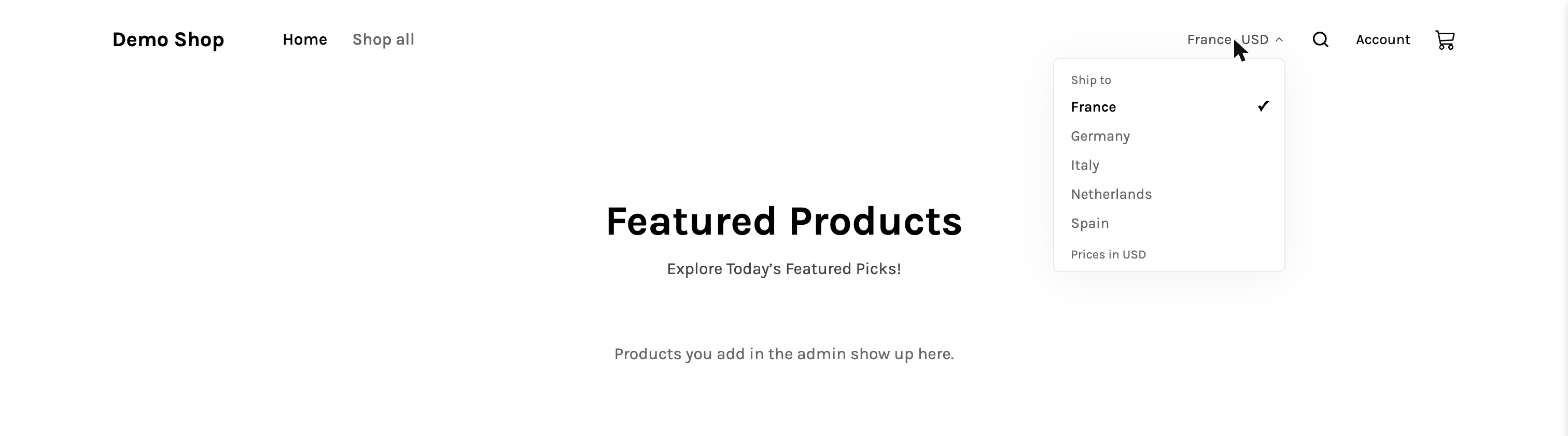 Demo Shop Home Shop all France USD Account
Ship to
France
Germany
Italy
Netherlands
Spain
Prices in USD
Featured Products
Explore Today’s Featured Picks!
Products you add in the admin show up here.